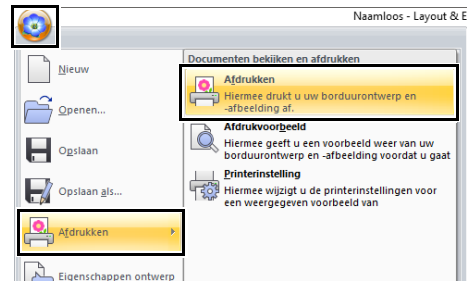 Naamloos - Layout & E
Nieuw
Openen...
Opslaan
Opslaan als...
Afdrukken
Eigenschappen ontwerp
Documenten bekijken en afdrukken
Afdrukken
Hiermee drukt u uw borduurontwerp en
-afbeelding af.
Afdrukvoorbeeld
Hiermee geeft u een voorbeeld weer van uw
borduurontwerp en -afbeelding voordat u gaat
Printerinstelling
Hiermee wijzigt u de printerinstellingen voor
een weergegeven voorbeeld van